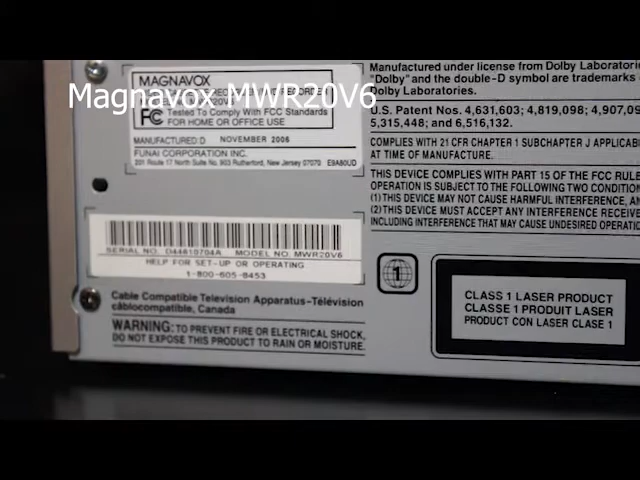 MAGNAVOX
Magnavox MWR20V6
Tested To Comply With FCC Standards
FC FOR HOME OR OFFICE USE
MANUFACTURED: NOVEMBER 2006
FUNAI CORPORATION INC.
201 Route 17 North Suite No. 903 Rutherford, New Jersey 07070 E9A80UD
SERIAL NO. D44610704A MODEL NO. MWR20V6
HELP FOR SET-UP OR OPERATING
1-800-605-8453
Cable Compatible Television Apparatus-Télévision
câblocompatible, Canada
WARNING: TO PREVENT FIRE OR ELECTRICAL SHOCK,
DO NOT EXPOSE THIS PRODUCT TO RAIN OR MOISTURE.
Manufactured under license from Dolby Laborator
"Dolby" and the double-D symbol are trademarks
Dolby Laboratories.
U.S. Patent Nos. 4,631,603; 4,819,098; 4,907,09
5,315,448; and 6,516,132.
COMPLIES WITH 21 CFR CHAPTER 1 SUBCHAPTER J APPLICAB
AT TIME OF MANUFACTURE.
THIS DEVICE COMPLIES WITH PART 15 OF THE FCC RULE
OPERATION IS SUBJECT TO THE FOLLOWING TWO CONDITION
(1) THIS DEVICE MAY NOT CAUSE HARMFUL INTERFERENCE, AN
(2) THIS DEVICE MUST ACCEPT ANY INTERFERENCE RECEIV
INCLUDING INTERFERENCE THAT MAY CAUSE UNDESIRED OPERATIO
1
CLASS 1 LASER PRODUCT
CLASSE 1 PRODUIT LASER
PRODUCT CON LASER CLASE 1